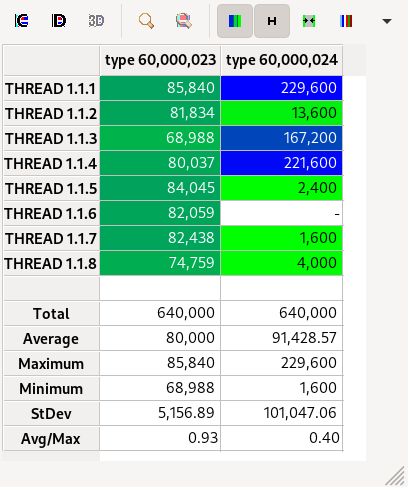 3D H
type 60,000,023 type 60,000,024
THREAD 1.1.1 85,840 229,600
THREAD 1.1.2 81,834 13,600
THREAD 1.1.3 68,988 167,200
THREAD 1.1.4 80,037 221,600
THREAD 1.1.5 84,045 2,400
THREAD 1.1.6 82,059 -
THREAD 1.1.7 82,438 1,600
THREAD 1.1.8 74,759 4,000
Total 640,000 640,000
Average 80,000 91,428.57
Maximum 85,840 229,600
Minimum 68,988 1,600
StDev 5,156.89 101,047.06
Avg/Max 0.93 0.40